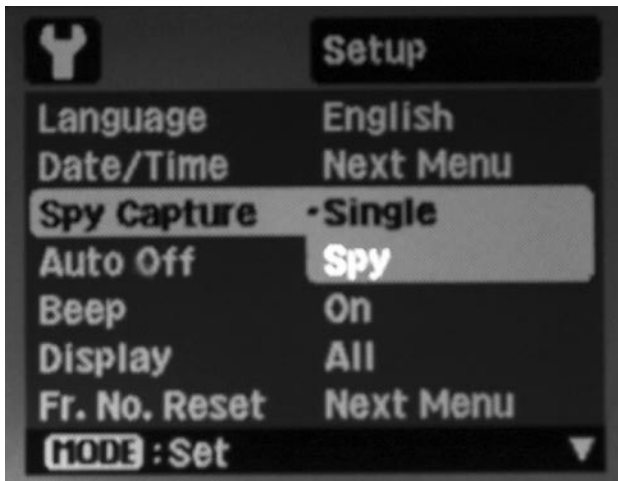 Setup
Language English
Date/Time Next Menu
Spy Capture •Single
Auto Off Spy
Beep On
Display All
Fr. No. Reset Next Menu
MODE :Set